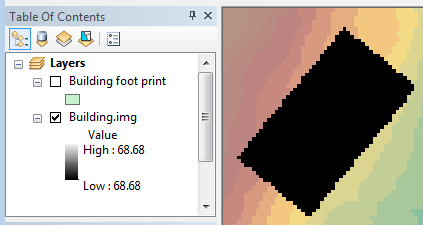 Table Of Contents
Layers
Building foot print
Building.img
Value
High : 68.68
Low : 68.68